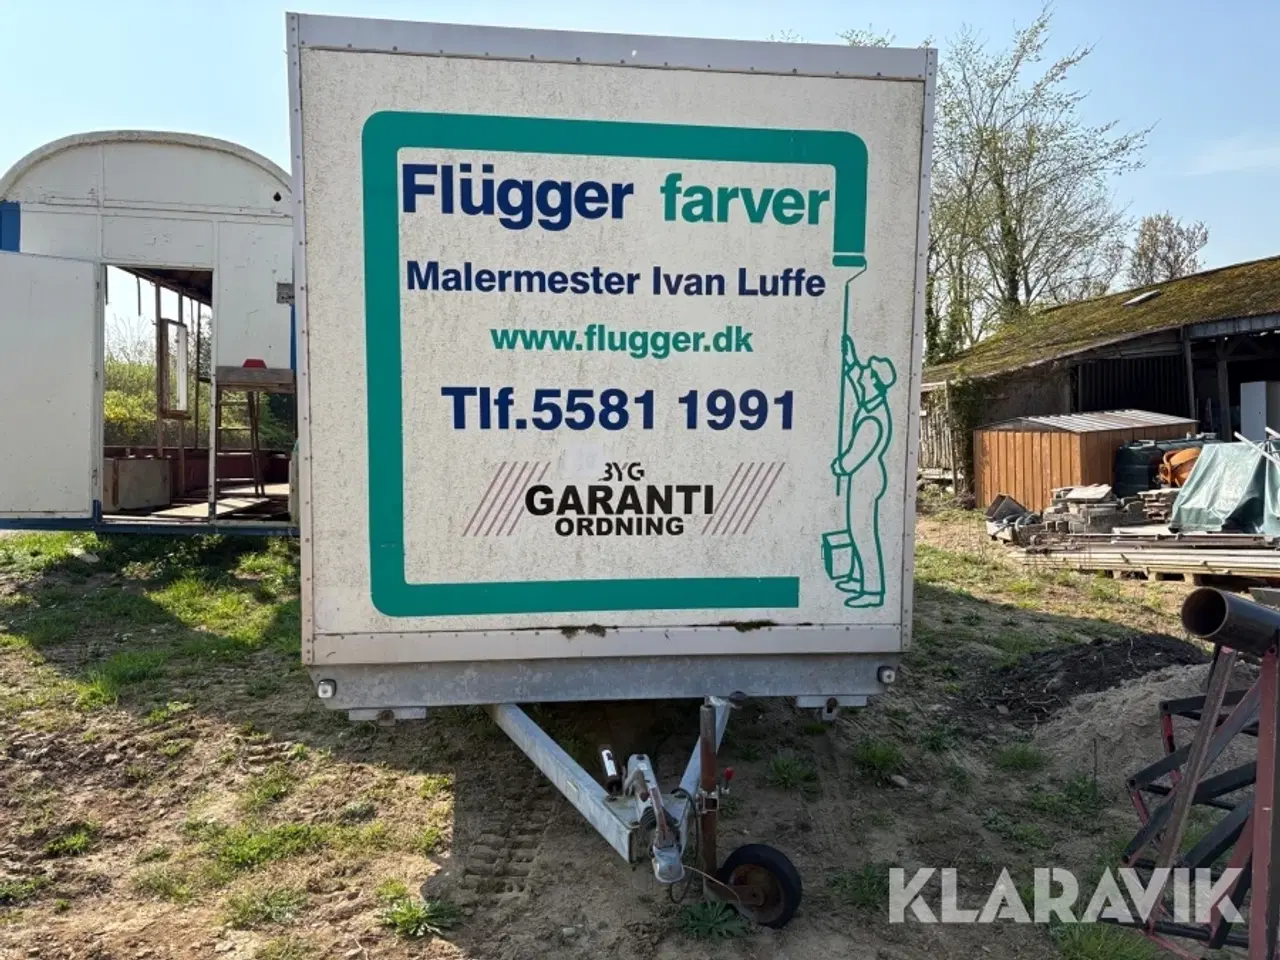 Flügger farver
Malermester Ivan Luffe
www.flugger.dk
Tlf.5581 1991
BYG
GARANTI
ORDNING
KLARAVIK